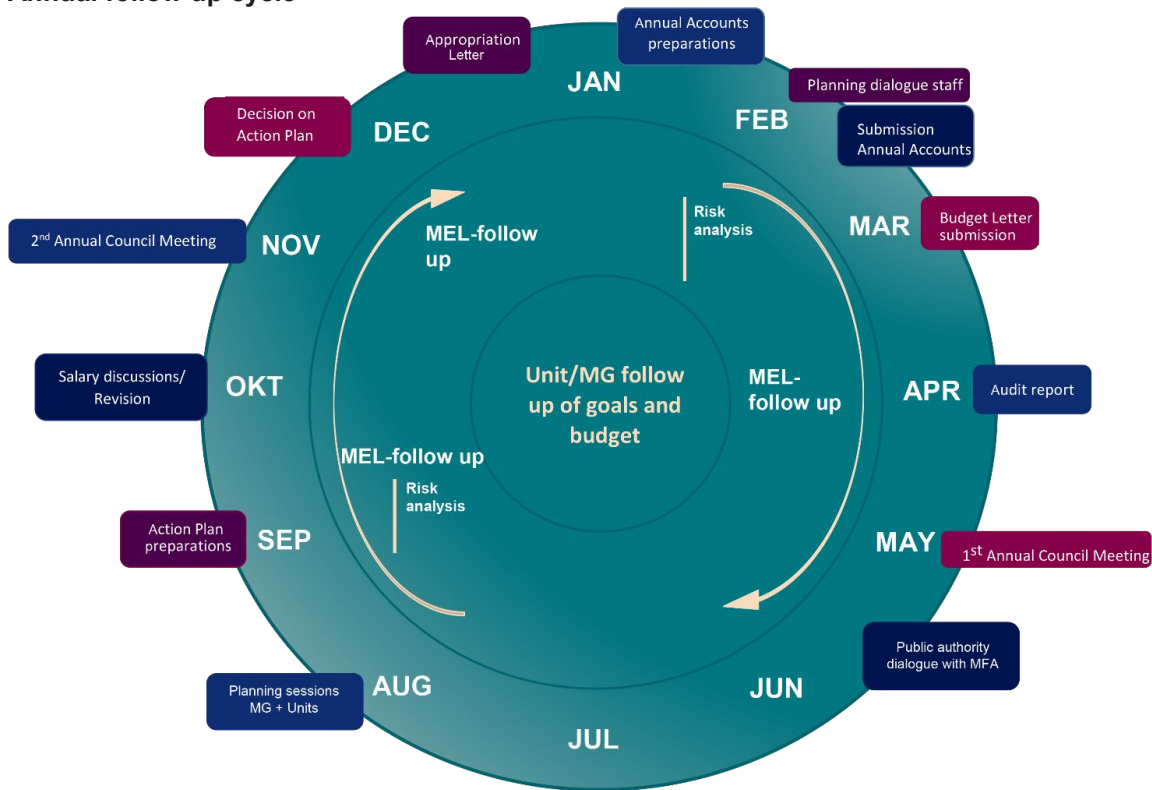 Annual follow up cycle
Appropriation
Letter
Annual Accounts
preparations
JAN
Planning dialogue staff
FEB
Submission
Annual Accounts
Decision on
Action Plan
DEC
MAR
Budget Letter
submission
2nd Annual Council Meeting
NOV
MEL-follow
up
Risk
analysis
Salary discussions/
Revision
OKT
Unit/MG follow
up of goals and
budget
MEL-
follow up
APR
Audit report
MEL-follow up
Risk
analysis
Action Plan
preparations
SEP
MAY
1st Annual Council Meeting
Public authority
dialogue with MFA
Planning sessions
MG + Units
AUG
JUN
JUL